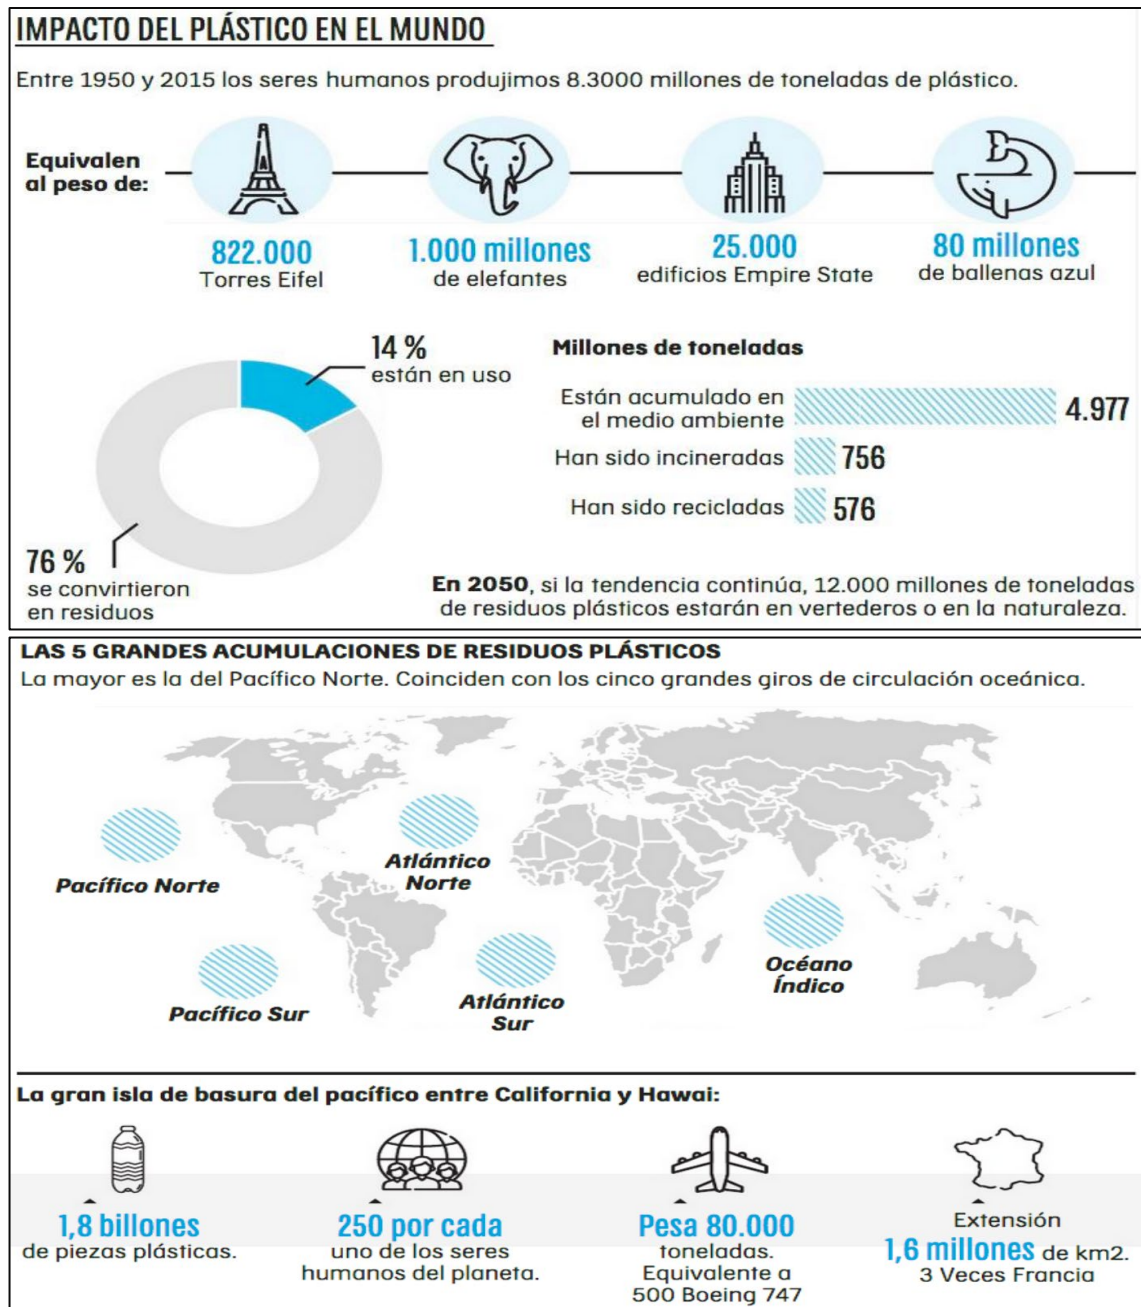 IMPACTO DEL PLÁSTICO EN EL MUNDO
Entre 1950 y 2015 los seres humanos produjimos 8.3000 millones de toneladas de plástico.
Equivalen
al peso de:
822.000
Torres Eifel
1.000 millones
de elefantes
25.000
edificios Empire State
80 millones
de ballenas azul
14 %
están en uso
76 %
se convirtieron
en residuos
Millones de toneladas
Están acumulado en
el medio ambiente
4.977
Han sido incineradas
756
Han sido recicladas
576
En 2050, si la tendencia continúa, 12.000 millones de toneladas
de residuos plásticos estarán en vertederos o en la naturaleza.
LAS 5 GRANDES ACUMULACIONES DE RESIDUOS PLÁSTICOS
La mayor es la del Pacífico Norte. Coinciden con los cinco grandes giros de circulación oceánica.
Pacífico Norte
Atlántico
Norte
Pacífico Sur
Atlántico
Sur
Océano
Índico
La gran isla de basura del pacífico entre California y Hawai:
1,8 billones
de piezas plásticas.
250 por cada
uno de los seres
humanos del planeta.
Pesa 80.000
toneladas.
Equivalente a
500 Boeing 747
Extensión
1,6 millones de km2.
3 Veces Francia